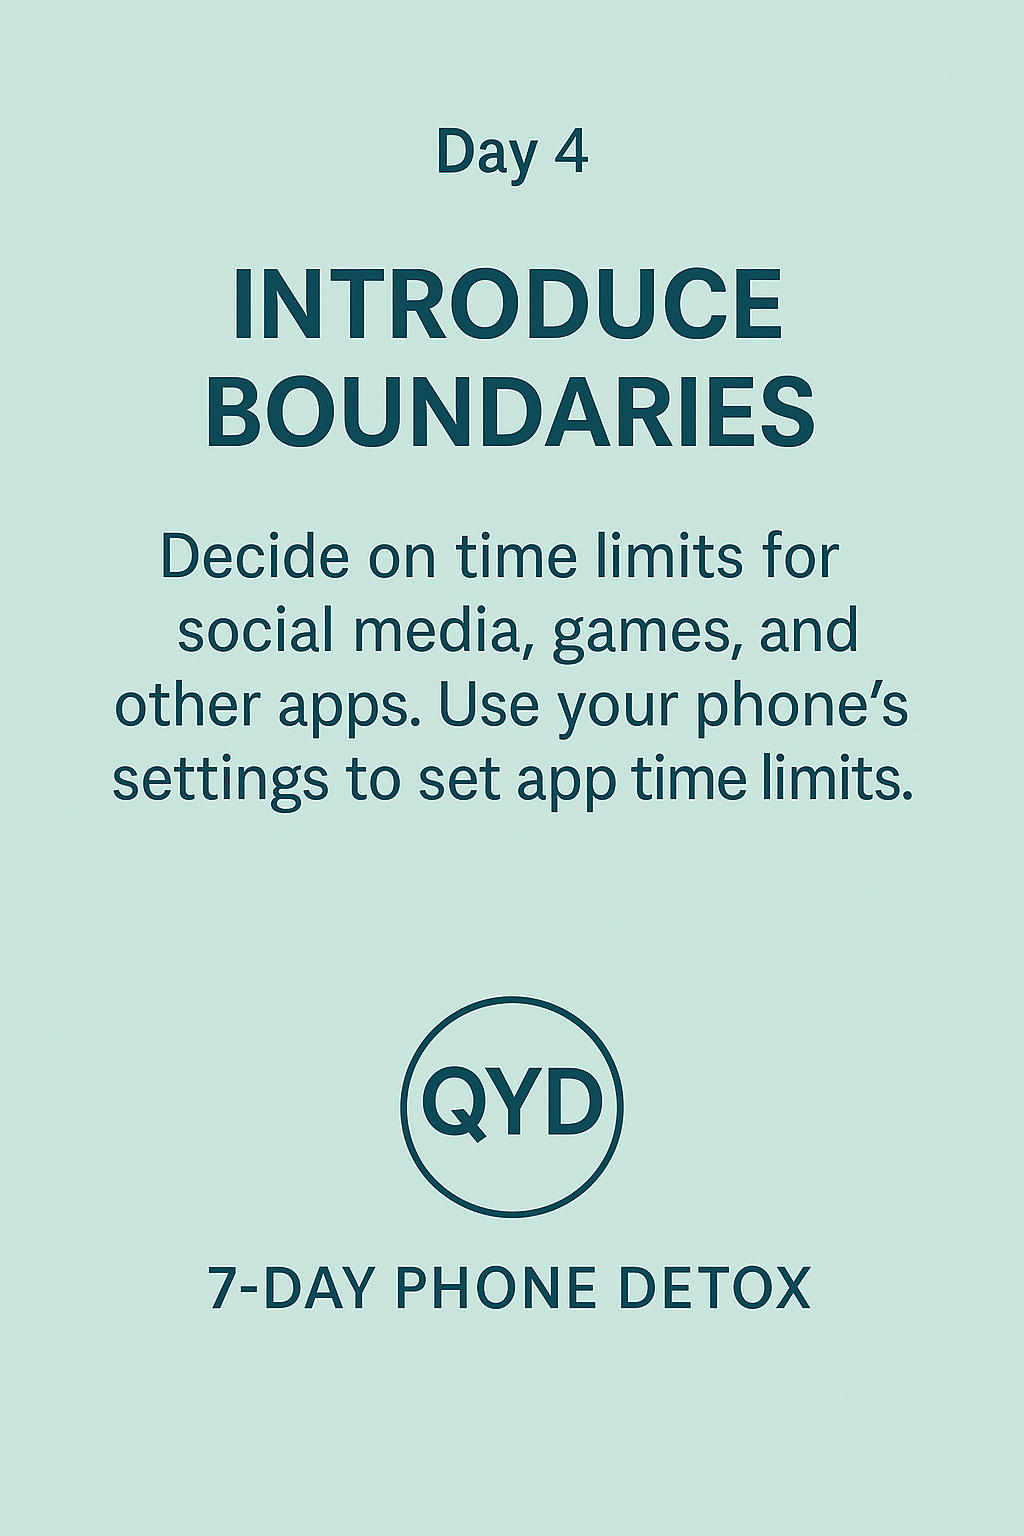 Day 4
INTRODUCE
BOUNDARIES
Decide on time limits for
social media, games, and
other apps. Use your phone’s
settings to set app time limits.
QYD
7-DAY PHONE DETOX